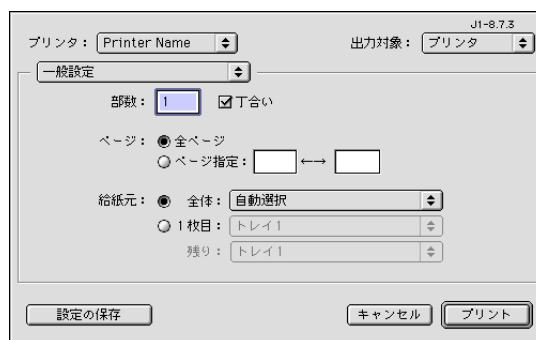 J1-8.7.3
プリンタ： Printer Name 出力対象： プリンタ
一般設定
部数： 1 丁合い
ページ： 全ページ
ページ指定： ←→
給紙元： 全体： 自動選択
1 枚目： トレイ1
残り： トレイ1
設定の保存 キャンセル プリント